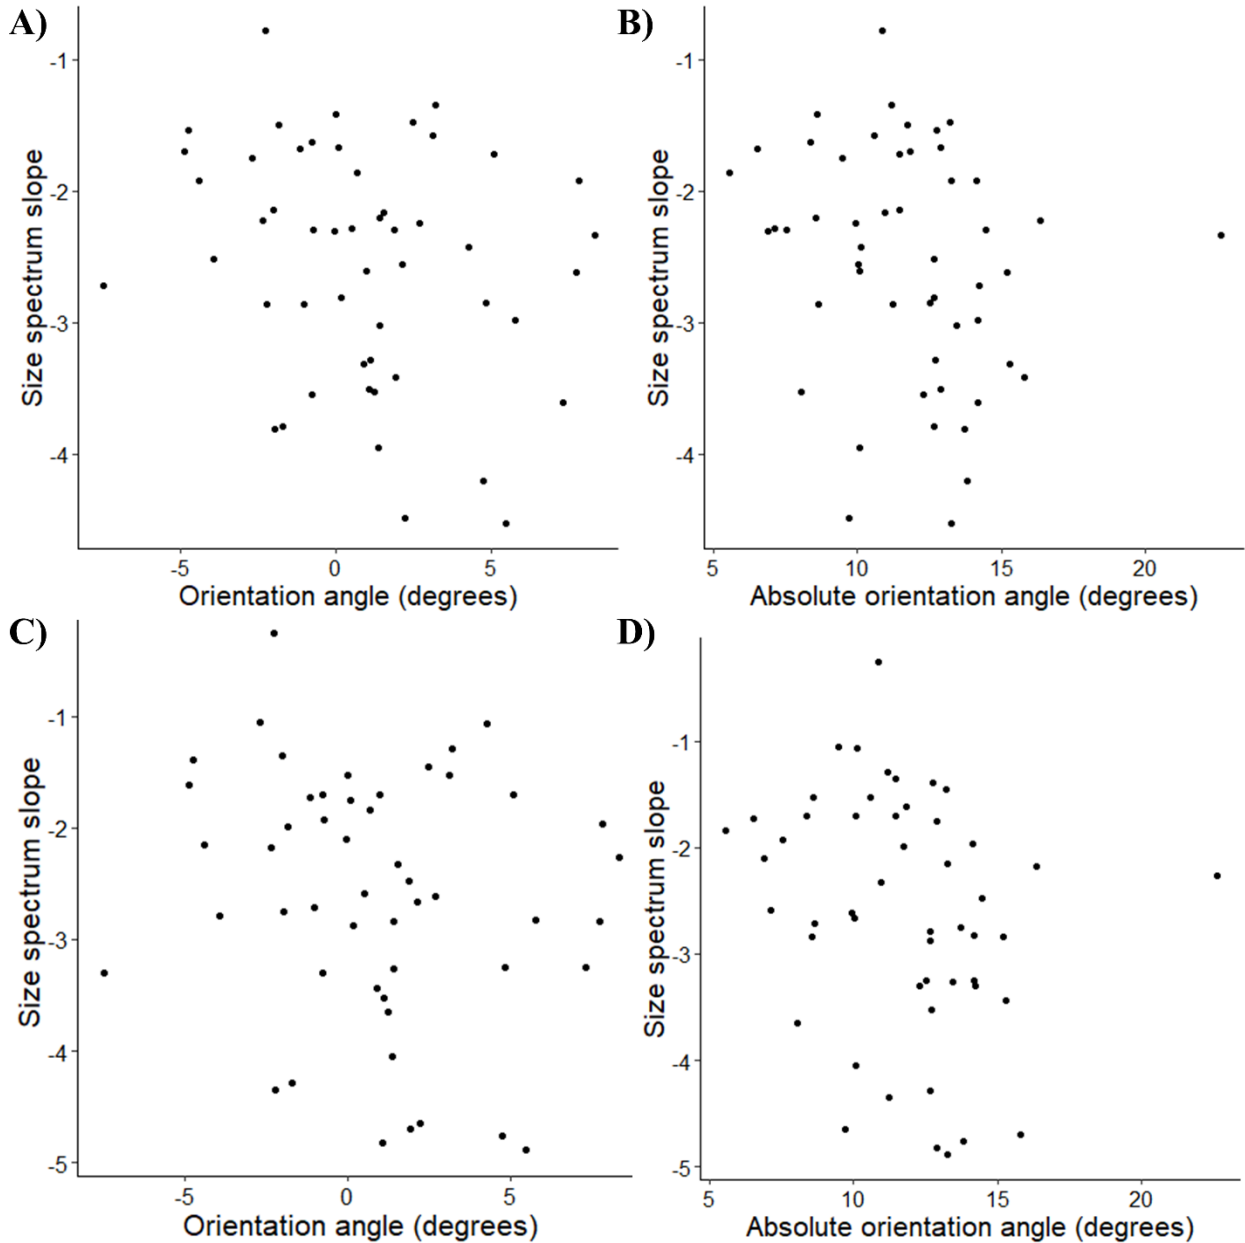 A)
Size spectrum slope
-1
-2
-3
-4
-5 0 5
Orientation angle (degrees)
B)
Size spectrum slope
-1
-2
-3
-4
5 10 15 20
Absolute orientation angle (degrees)
C)
Size spectrum slope
-1
-2
-3
-4
-5
-5 0 5
Orientation angle (degrees)
D)
Size spectrum slope
-1
-2
-3
-4
-5
5 10 15 20
Absolute orientation angle (degrees)